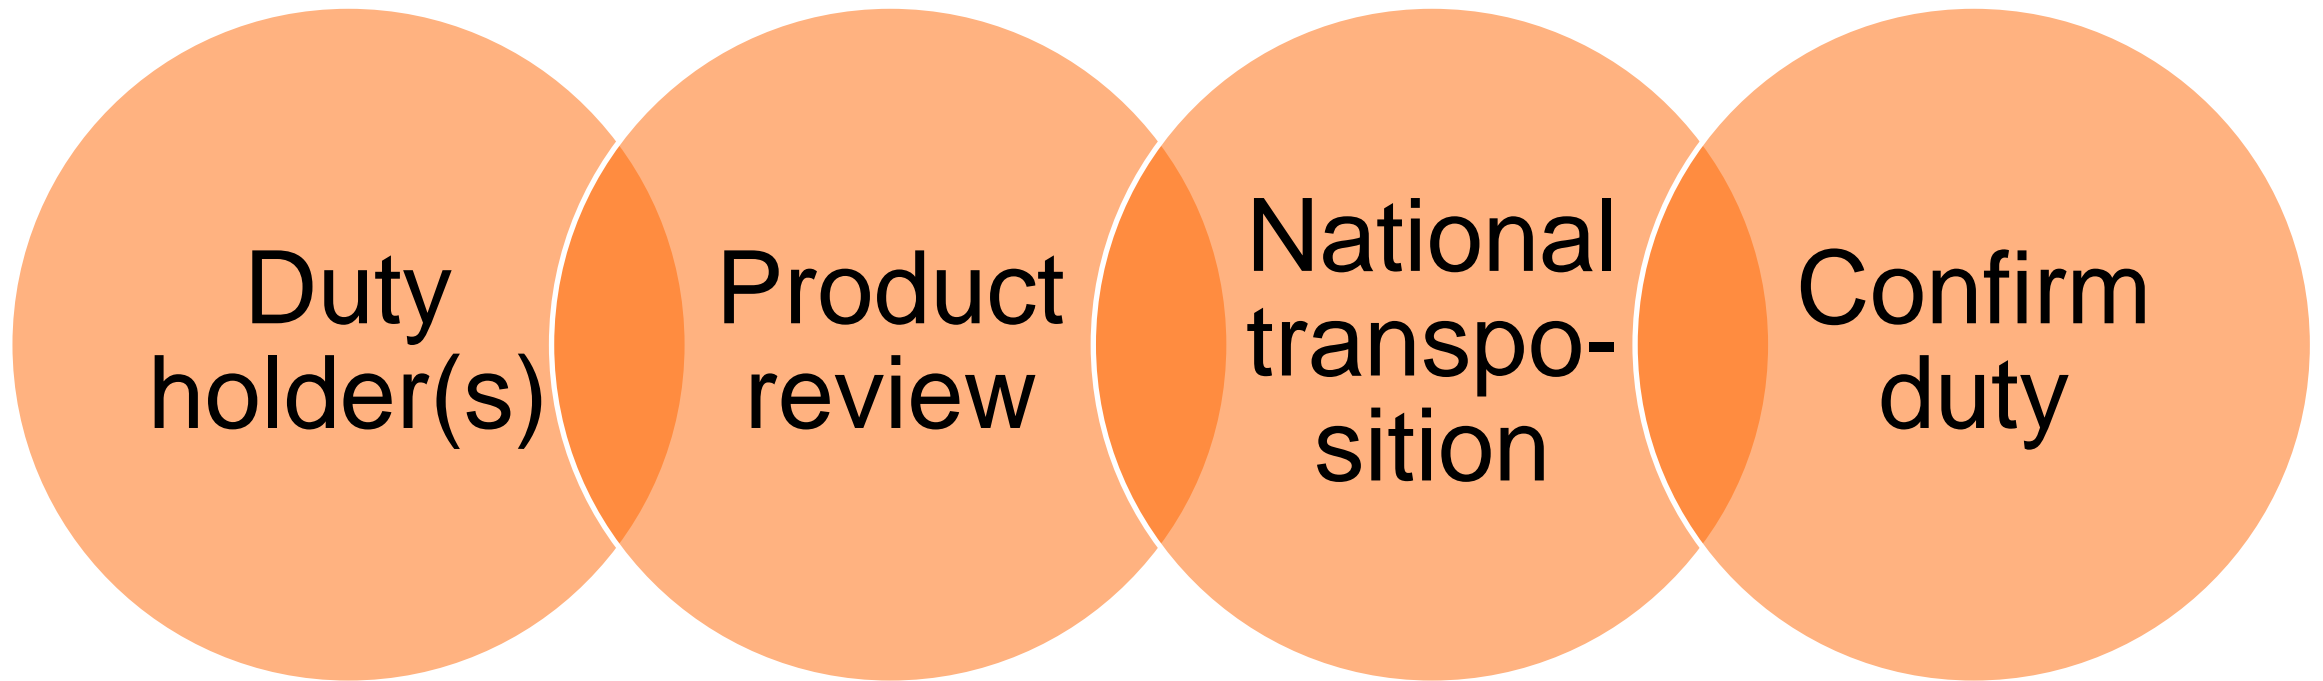 Duty
holder(s)
Product
review
National
transpo-
sition
Confirm
duty